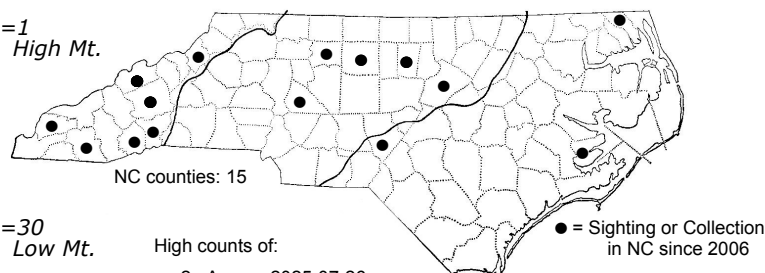 =1
High Mt.
NC counties: 15
=30
Low Mt.
High counts of:
● = Sighting or Collection
in NC since 2006